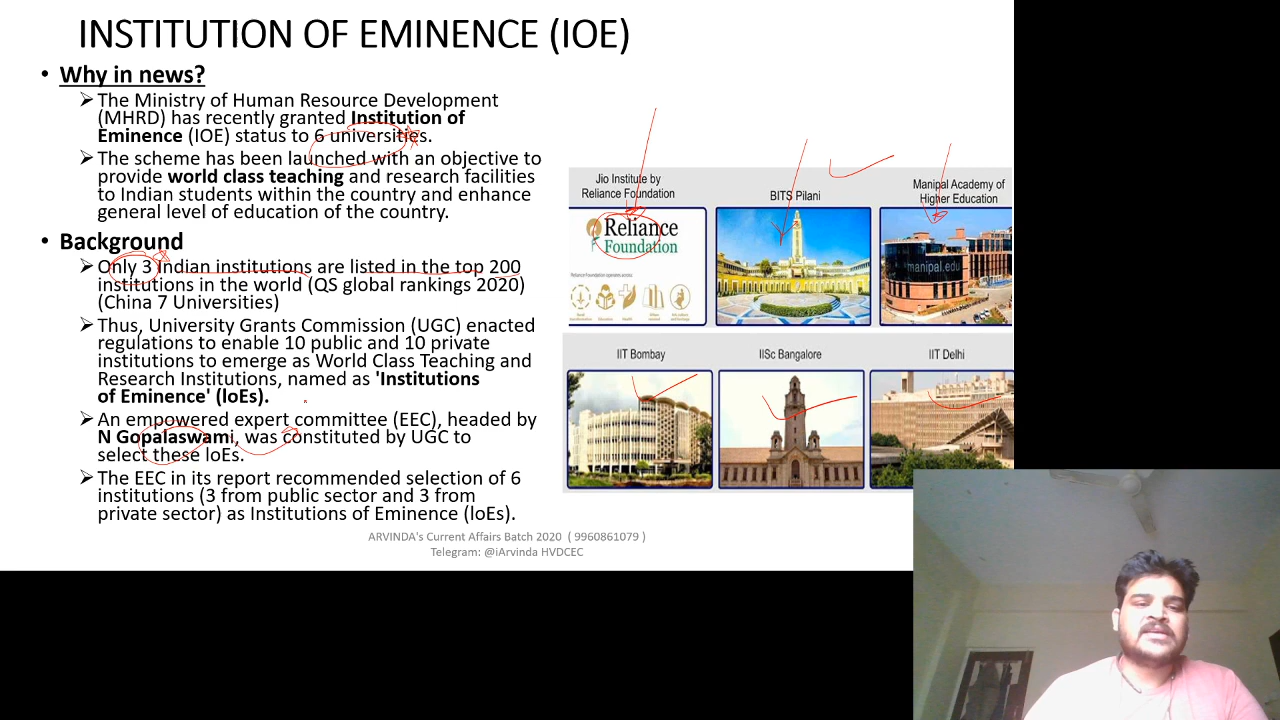 INSTITUTION OF EMINENCE (IOE)
• Why in news?
➢ The Ministry of Human Resource Development
(MHRD) has recently granted Institution of
Eminence (IOE) status to 6 universities.
➢ The scheme has been launched with an objective to
provide world class teaching and research facilities
to Indian students within the country and enhance
general level of education of the country.
• Background
➢ Only 3 Indian institutions are listed in the top 200
institutions in the world (QS global rankings 2020)
(China 7 Universities)
➢ Thus, University Grants Commission (UGC) enacted
regulations to enable 10 public and 10 private
institutions to emerge as World Class Teaching and
Research Institutions, named as 'Institutions
of Eminence' (loEs).
➢ An empowered expert committee (EEC), headed by
N Gopalaswami, was constituted by UGC to
select these loEs.
➢ The EEC in its report recommended selection of 6
institutions (3 from public sector and 3 from
private sector) as Institutions of Eminence (loEs).
Jio Institute by
Reliance Foundation
BITS Pilani
Manipal Academy of
Higher Education
Reliance
Foundation
Reliance Foundation operates across
manipal.edu
IIT Bombay
IISc Bangalore
IIT Delhi
ARVINDA's Current Affairs Batch 2020 ( 9960861079 )
Telegram: @iArvinda HVDCEC